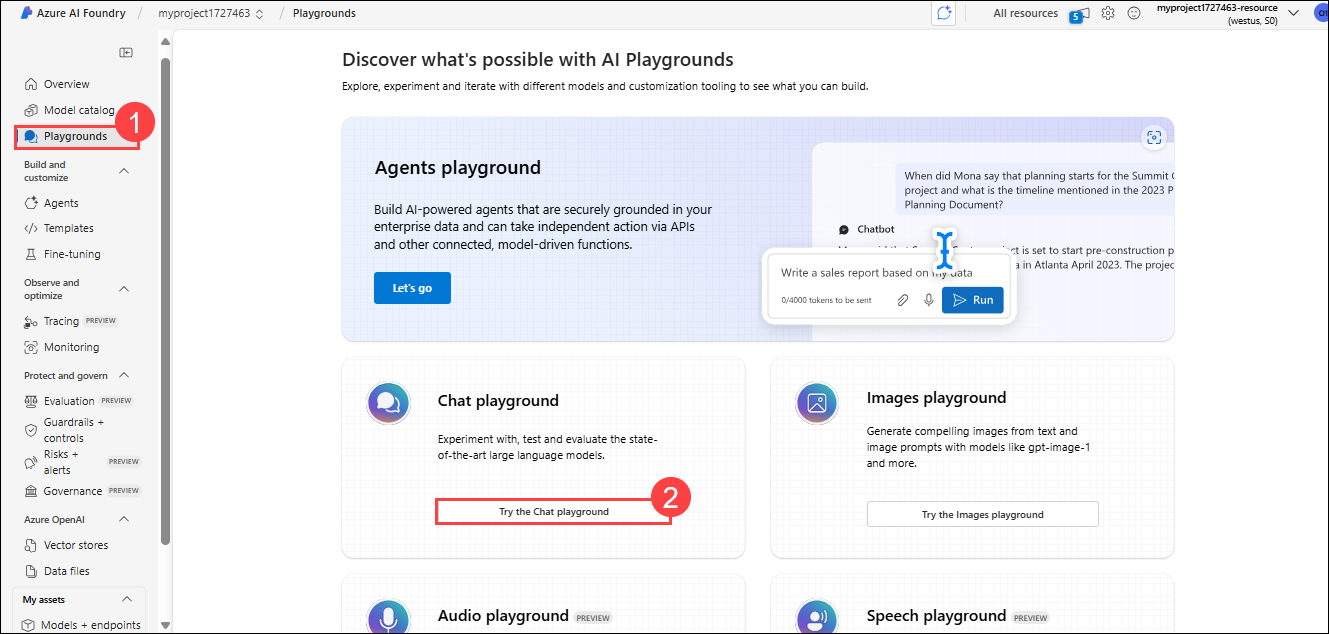 Azure AI Foundry / myproject1727463 / Playgrounds
5
All resources
myproject1727463-resource
(westus, S0)
Overview
Model catalog
Playgrounds
1
Build and
customize
Agents
Templates
Fine-tuning
Observe and
optimize
Tracing PREVIEW
Monitoring
Protect and govern
Evaluation PREVIEW
Guardrails +
controls
Risks +
alerts PREVIEW
Governance PREVIEW
Azure OpenAI
Vector stores
Data files
My assets
Models + endpoints
Discover what's possible with AI Playgrounds
Explore, experiment and iterate with different models and customization tooling to see what you can build.
Agents playground
Build AI-powered agents that are securely grounded in your
enterprise data and can take independent action via APIs
and other connected, model-driven functions.
Let's go
When did Mona say that planning starts for the Summit
project and what is the timeline mentioned in the 2023
Planning Document?
Chatbot
is set to start pre-construction
in Atlanta April 2023. The
Write a sales report based on my data
0/4000 tokens to be sent
Run
Chat playground
Experiment with, test and evaluate the state-
of-the-art large language models.
Try the Chat playground
2
Images playground
Generate compelling images from text and
image prompts with models like gpt-image-1
and more.
Try the Images playground
Audio playground PREVIEW
Speech playground PREVIEW